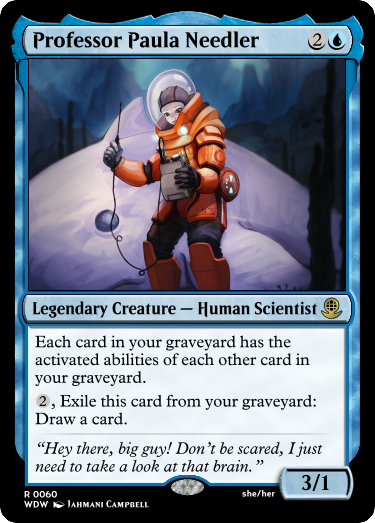 Professor Paula Needler 2
Legendary Creature — Human Scientist
Each card in your graveyard has the
activated abilities of each other card in
your graveyard.
2, Exile this card from your graveyard:
Draw a card.
“Hey there, big guy! Don’t be scared, I just
need to take a look at that brain.”
3/1
R 0060
she/her
WDW Jahmani Campbell